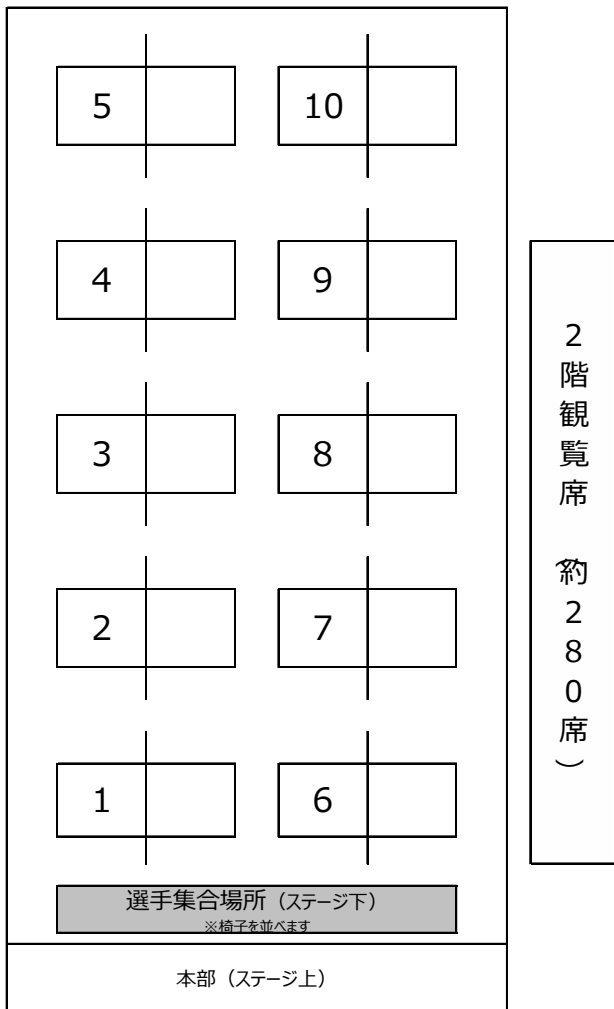 5 10
4 9
3 8
2 7
1 6
選手集合場所（ステージ下）
※椅子を並べます
本部（ステージ上）
２階観覧席　（約２８０席）